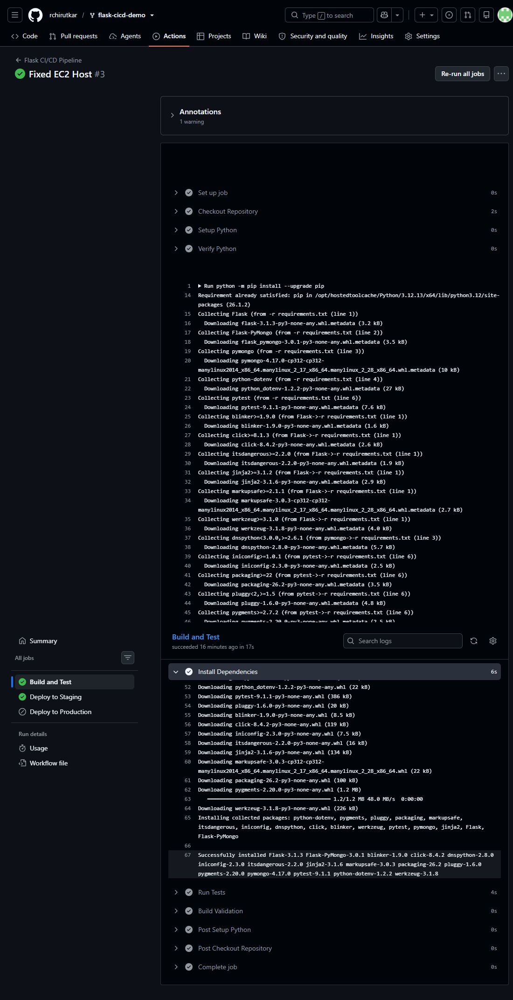 rchirutkar / flask-cicd-demo
Type / to search
Code
Pull requests
Agents
Actions
Projects
Wiki
Security and quality
Insights
Settings
Flask CI/CD Pipeline
Fixed EC2 Host #3
Re-run all jobs
Annotations
1 warning
Set up job 0s
Checkout Repository 2s
Setup Python 0s
Verify Python 0s
1 Run python -m pip install --upgrade pip
14 Requirement already satisfied: pip in /opt/hostedtoolcache/Python/3.12.13/x64/lib/python3.12/site-
packages (26.1.2)
15 Collecting Flask (from -r requirements.txt (line 1))
16 Downloading flask-3.1.3-py3-none-any.whl.metadata (3.2 kB)
17 Collecting Flask-PyMongo (from -r requirements.txt (line 2))
18 Downloading flask_pymongo-3.0.1-py3-none-any.whl.metadata (3.5 kB)
19 Collecting pymongo (from -r requirements.txt (line 3))
20 Downloading pymongo-4.17.0-cp312-cp312-
manylinux2014_x86_64.manylinux_2_17_x86_64.manylinux_2_28_x86_64.whl.metadata (10 kB)
21 Collecting python-dotenv (from -r requirements.txt (line 4))
22 Downloading python_dotenv-1.2.2-py3-none-any.whl.metadata (27 kB)
23 Collecting pytest (from -r requirements.txt (line 6))
24 Downloading pytest-9.1.1-py3-none-any.whl.metadata (7.6 kB)
25 Collecting blinker>=1.9.0 (from Flask->-r requirements.txt (line 1))
26 Downloading blinker-1.9.0-py3-none-any.whl.metadata (1.6 kB)
27 Collecting click>=8.1.3 (from Flask->-r requirements.txt (line 1))
28 Downloading click-8.4.2-py3-none-any.whl.metadata (2.6 kB)
29 Collecting itsdangerous>=2.2.0 (from Flask->-r requirements.txt (line 1))
30 Downloading itsdangerous-2.2.0-py3-none-any.whl.metadata (1.9 kB)
31 Collecting jinja2>=3.1.2 (from Flask->-r requirements.txt (line 1))
32 Downloading jinja2-3.1.6-py3-none-any.whl.metadata (2.9 kB)
33 Collecting markupsafe>=2.1.1 (from Flask->-r requirements.txt (line 1))
34 Downloading markupsafe-3.0.3-cp312-cp312-
manylinux2014_x86_64.manylinux_2_17_x86_64.manylinux_2_28_x86_64.whl.metadata (2.7 kB)
35 Collecting werkzeug>=3.1.0 (from Flask->-r requirements.txt (line 1))
36 Downloading werkzeug-3.1.8-py3-none-any.whl.metadata (4.0 kB)
37 Collecting dnspython<3.0.0,>=2.6.1 (from pymongo->-r requirements.txt (line 3))
38 Downloading dnspython-2.8.0-py3-none-any.whl.metadata (5.7 kB)
39 Collecting iniconfig>=1.0.1 (from pytest->-r requirements.txt (line 6))
40 Downloading iniconfig-2.3.0-py3-none-any.whl.metadata (2.5 kB)
41 Collecting packaging>=22 (from pytest->-r requirements.txt (line 6))
42 Downloading packaging-26.2-py3-none-any.whl.metadata (3.5 kB)
43 Collecting pluggy<2,>=1.5 (from pytest->-r requirements.txt (line 6))
44 Downloading pluggy-1.6.0-py3-none-any.whl.metadata (4.8 kB)
45 Collecting pygments>=2.7.2 (from pytest->-r requirements.txt (line 6))
46 Downloading pygments-2.20.0-py3-none-any.whl.metadata (2.5 kB)
Summary
All jobs
Build and Test
Deploy to Staging
Deploy to Production
Run details
Usage
Workflow file
Build and Test
succeeded 16 minutes ago in 17s
Search logs
Install Dependencies 6s
52 Downloading python_dotenv-1.2.2-py3-none-any.whl (22 kB)
53 Downloading pytest-9.1.1-py3-none-any.whl (386 kB)
54 Downloading pluggy-1.6.0-py3-none-any.whl (20 kB)
55 Downloading blinker-1.9.0-py3-none-any.whl (8.5 kB)
56 Downloading click-8.4.2-py3-none-any.whl (119 kB)
57 Downloading iniconfig-2.3.0-py3-none-any.whl (7.5 kB)
58 Downloading itsdangerous-2.2.0-py3-none-any.whl (16 kB)
59 Downloading jinja2-3.1.6-py3-none-any.whl (134 kB)
60 Downloading markupsafe-3.0.3-cp312-cp312-
manylinux2014_x86_64.manylinux_2_17_x86_64.manylinux_2_28_x86_64.whl (22 kB)
61 Downloading packaging-26.2-py3-none-any.whl (100 kB)
62 Downloading pygments-2.20.0-py3-none-any.whl (1.2 MB)
63 1.2/1.2 MB 48.0 MB/s 0:00:00
64 Downloading werkzeug-3.1.8-py3-none-any.whl (226 kB)
65 Installing collected packages: python-dotenv, pygments, pluggy, packaging, markupsafe,
itsdangerous, iniconfig, dnspython, click, blinker, werkzeug, pytest, pymongo, jinja2, Flask,
Flask-PyMongo
66
67 Successfully installed Flask-3.1.3 Flask-PyMongo-3.0.1 blinker-1.9.0 click-8.4.2 dnspython-2.8.0
iniconfig-2.3.0 itsdangerous-2.2.0 jinja2-3.1.6 markupsafe-3.0.3 packaging-26.2 pluggy-1.6.0
pygments-2.20.0 pymongo-4.17.0 pytest-9.1.1 python-dotenv-1.2.2 werkzeug-3.1.8
Run Tests 4s
Build Validation 0s
Post Setup Python 0s
Post Checkout Repository 0s
Complete job 0s